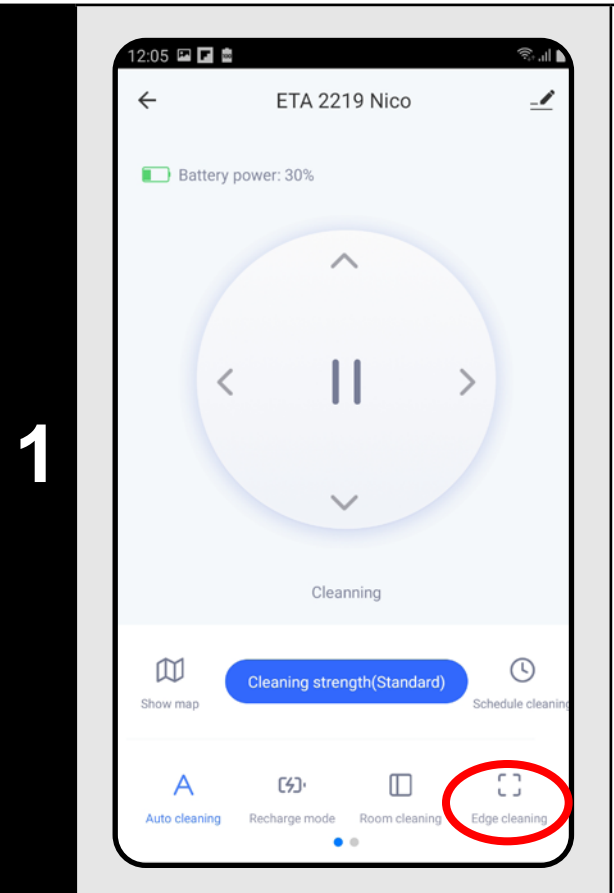 12:05
ETA 2219 Nico
Battery power: 30%
1
Cleanning
Show map
Cleaning strength(Standard)
Schedule cleaning
Auto cleaning
Recharge mode
Room cleaning
Edge cleaning